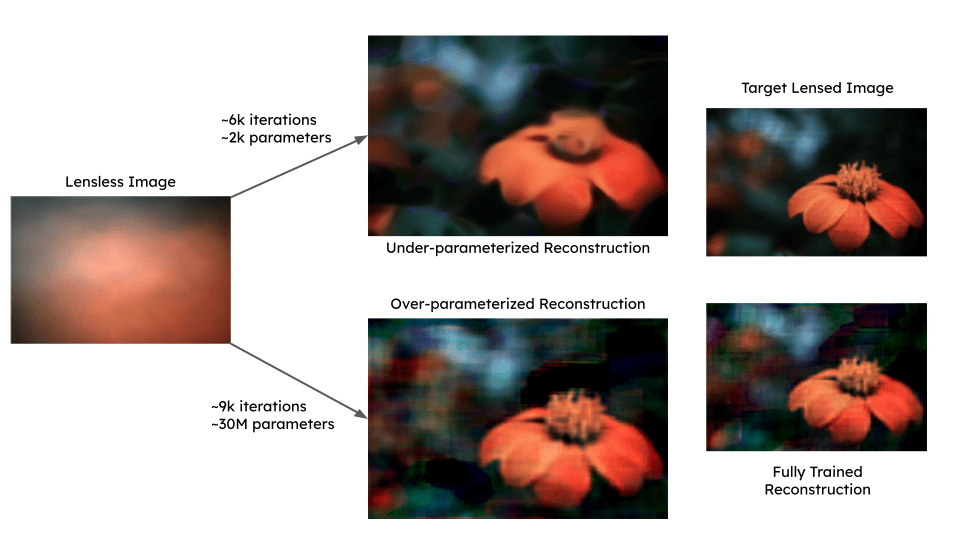 Target Lensed Image
~6k iterations
~2k parameters
Lensless Image
Under-parameterized Reconstruction
Over-parameterized Reconstruction
~9k iterations
~30M parameters
Fully Trained
Reconstruction